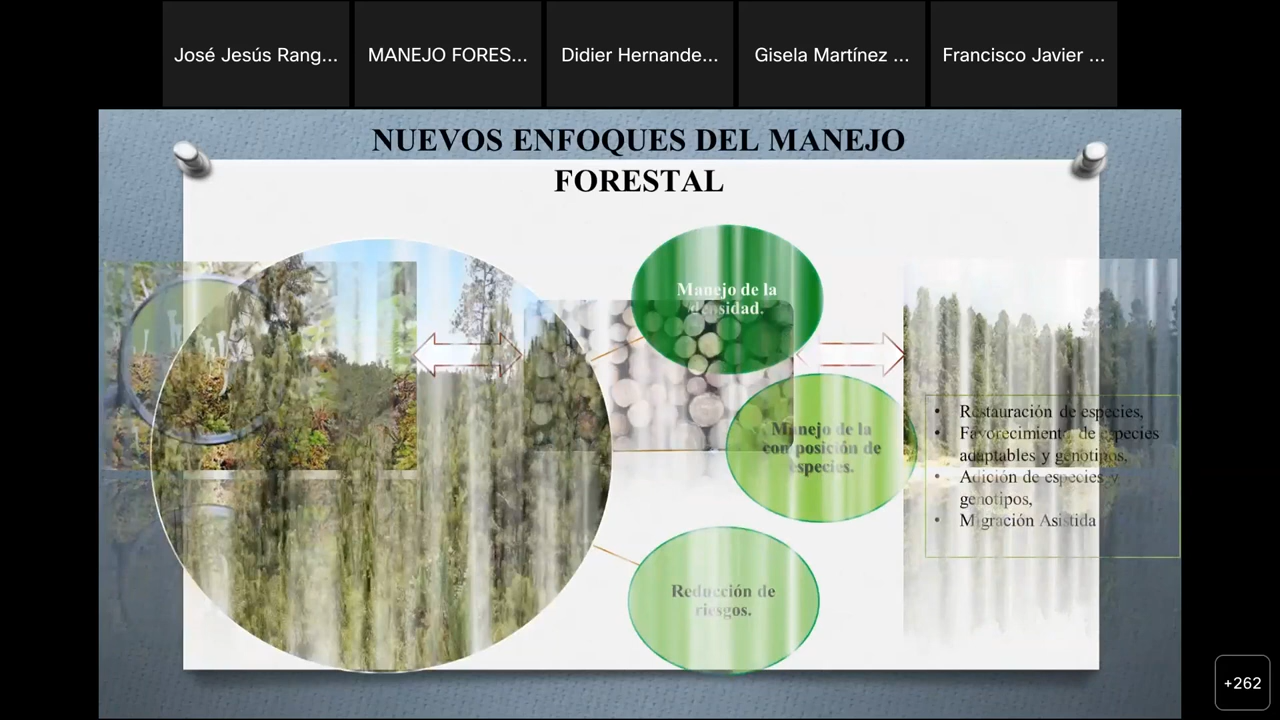 José Jesús Rang...
MANEJO FORES...
Didier Hernande...
Gisela Martínez ...
Francisco Javier ...
NUEVOS ENFOQUES DEL MANEJO
FORESTAL
Manejo de la
densidad.
Manejo de la
composición de
especies.
Reducción de
riesgos.
• Restauración de especies,
• Favorecimiento de especies
adaptables y genotipos,
• Adición de especies y
genotipos,
• Migración Asistida
+262